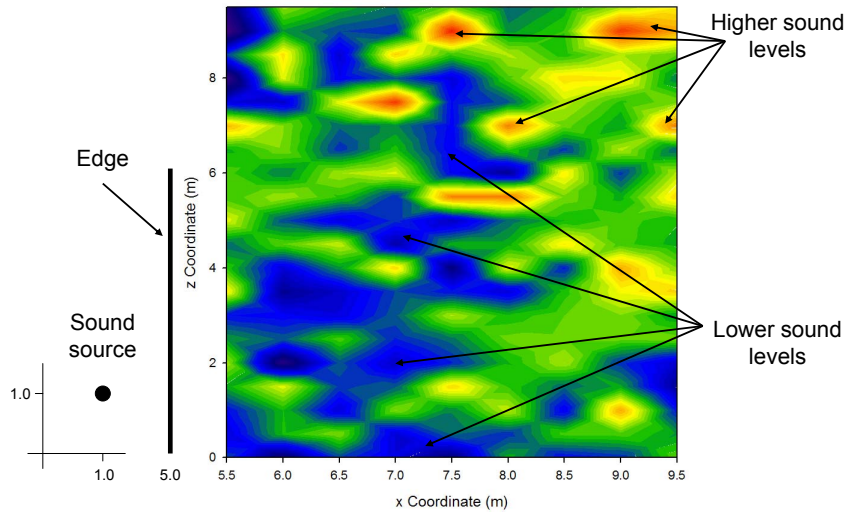 Higher sound
levels
Edge
z Coordinate (m)
8
6
4
2
0
Sound
source
1.0
1.0
5.0
Lower sound
levels
5.5 6.0 6.5 7.0 7.5 8.0 8.5 9.0 9.5
x Coordinate (m)